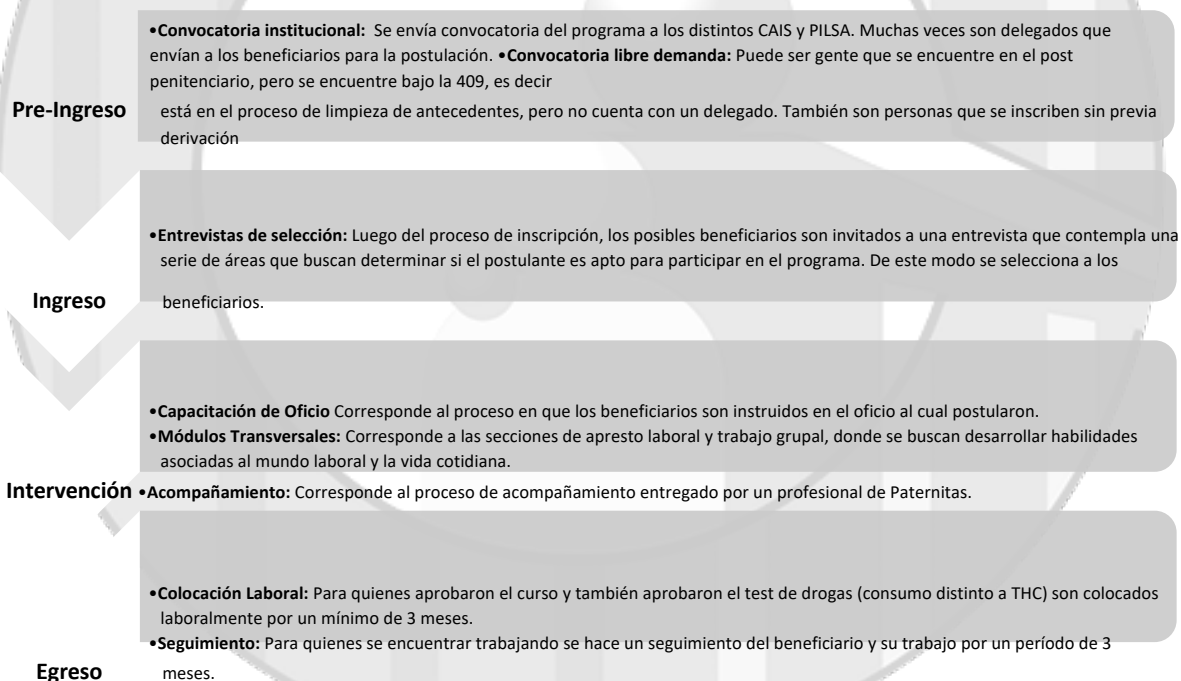 •Convocatoria institucional: Se envía convocatoria del programa a los distintos CAIS y PILSA. Muchas veces son delegados que
envían a los beneficiarios para la postulación. •Convocatoria libre demanda: Puede ser gente que se encuentre en el post
penitenciario, pero se encuentre bajo la 409, es decir
Pre-Ingreso está en el proceso de limpieza de antecedentes, pero no cuenta con un delegado. También son personas que se inscriben sin previa
derivación
•Entrevistas de selección: Luego del proceso de inscripción, los posibles beneficiarios son invitados a una entrevista que contempla una
serie de áreas que buscan determinar si el postulante es apto para participar en el programa. De este modo se selecciona a los
Ingreso beneficiarios.
•Capacitación de Oficio Corresponde al proceso en que los beneficiarios son instruidos en el oficio al cual postularon.
•Módulos Transversales: Corresponde a las secciones de apresto laboral y trabajo grupal, donde se buscan desarrollar habilidades
asociadas al mundo laboral y la vida cotidiana.
Intervención •Acompañamiento: Corresponde al proceso de acompañamiento entregado por un profesional de Paternitas.
•Colocación Laboral: Para quienes aprobaron el curso y también aprobaron el test de drogas (consumo distinto a THC) son colocados
laboralmente por un mínimo de 3 meses.
•Seguimiento: Para quienes se encuentrar trabajando se hace un seguimiento del beneficiario y su trabajo por un período de 3
Egreso meses.